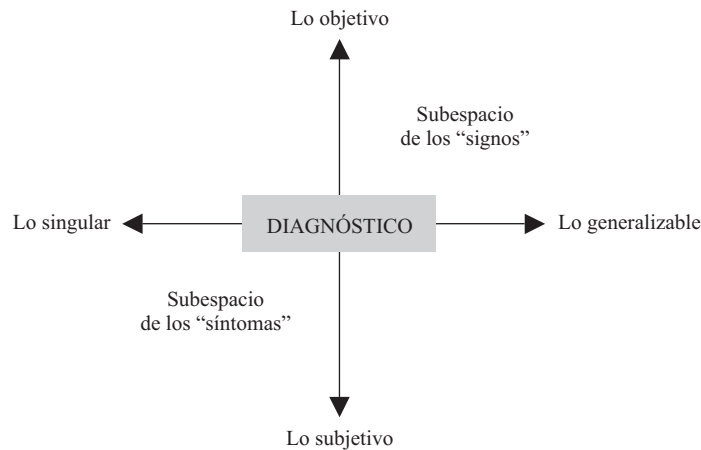 Lo objetivo
Subespacio
de los “signos”
Lo singular
DIAGNÓSTICO
Lo generalizable
Subespacio
de los “síntomas”
Lo subjetivo